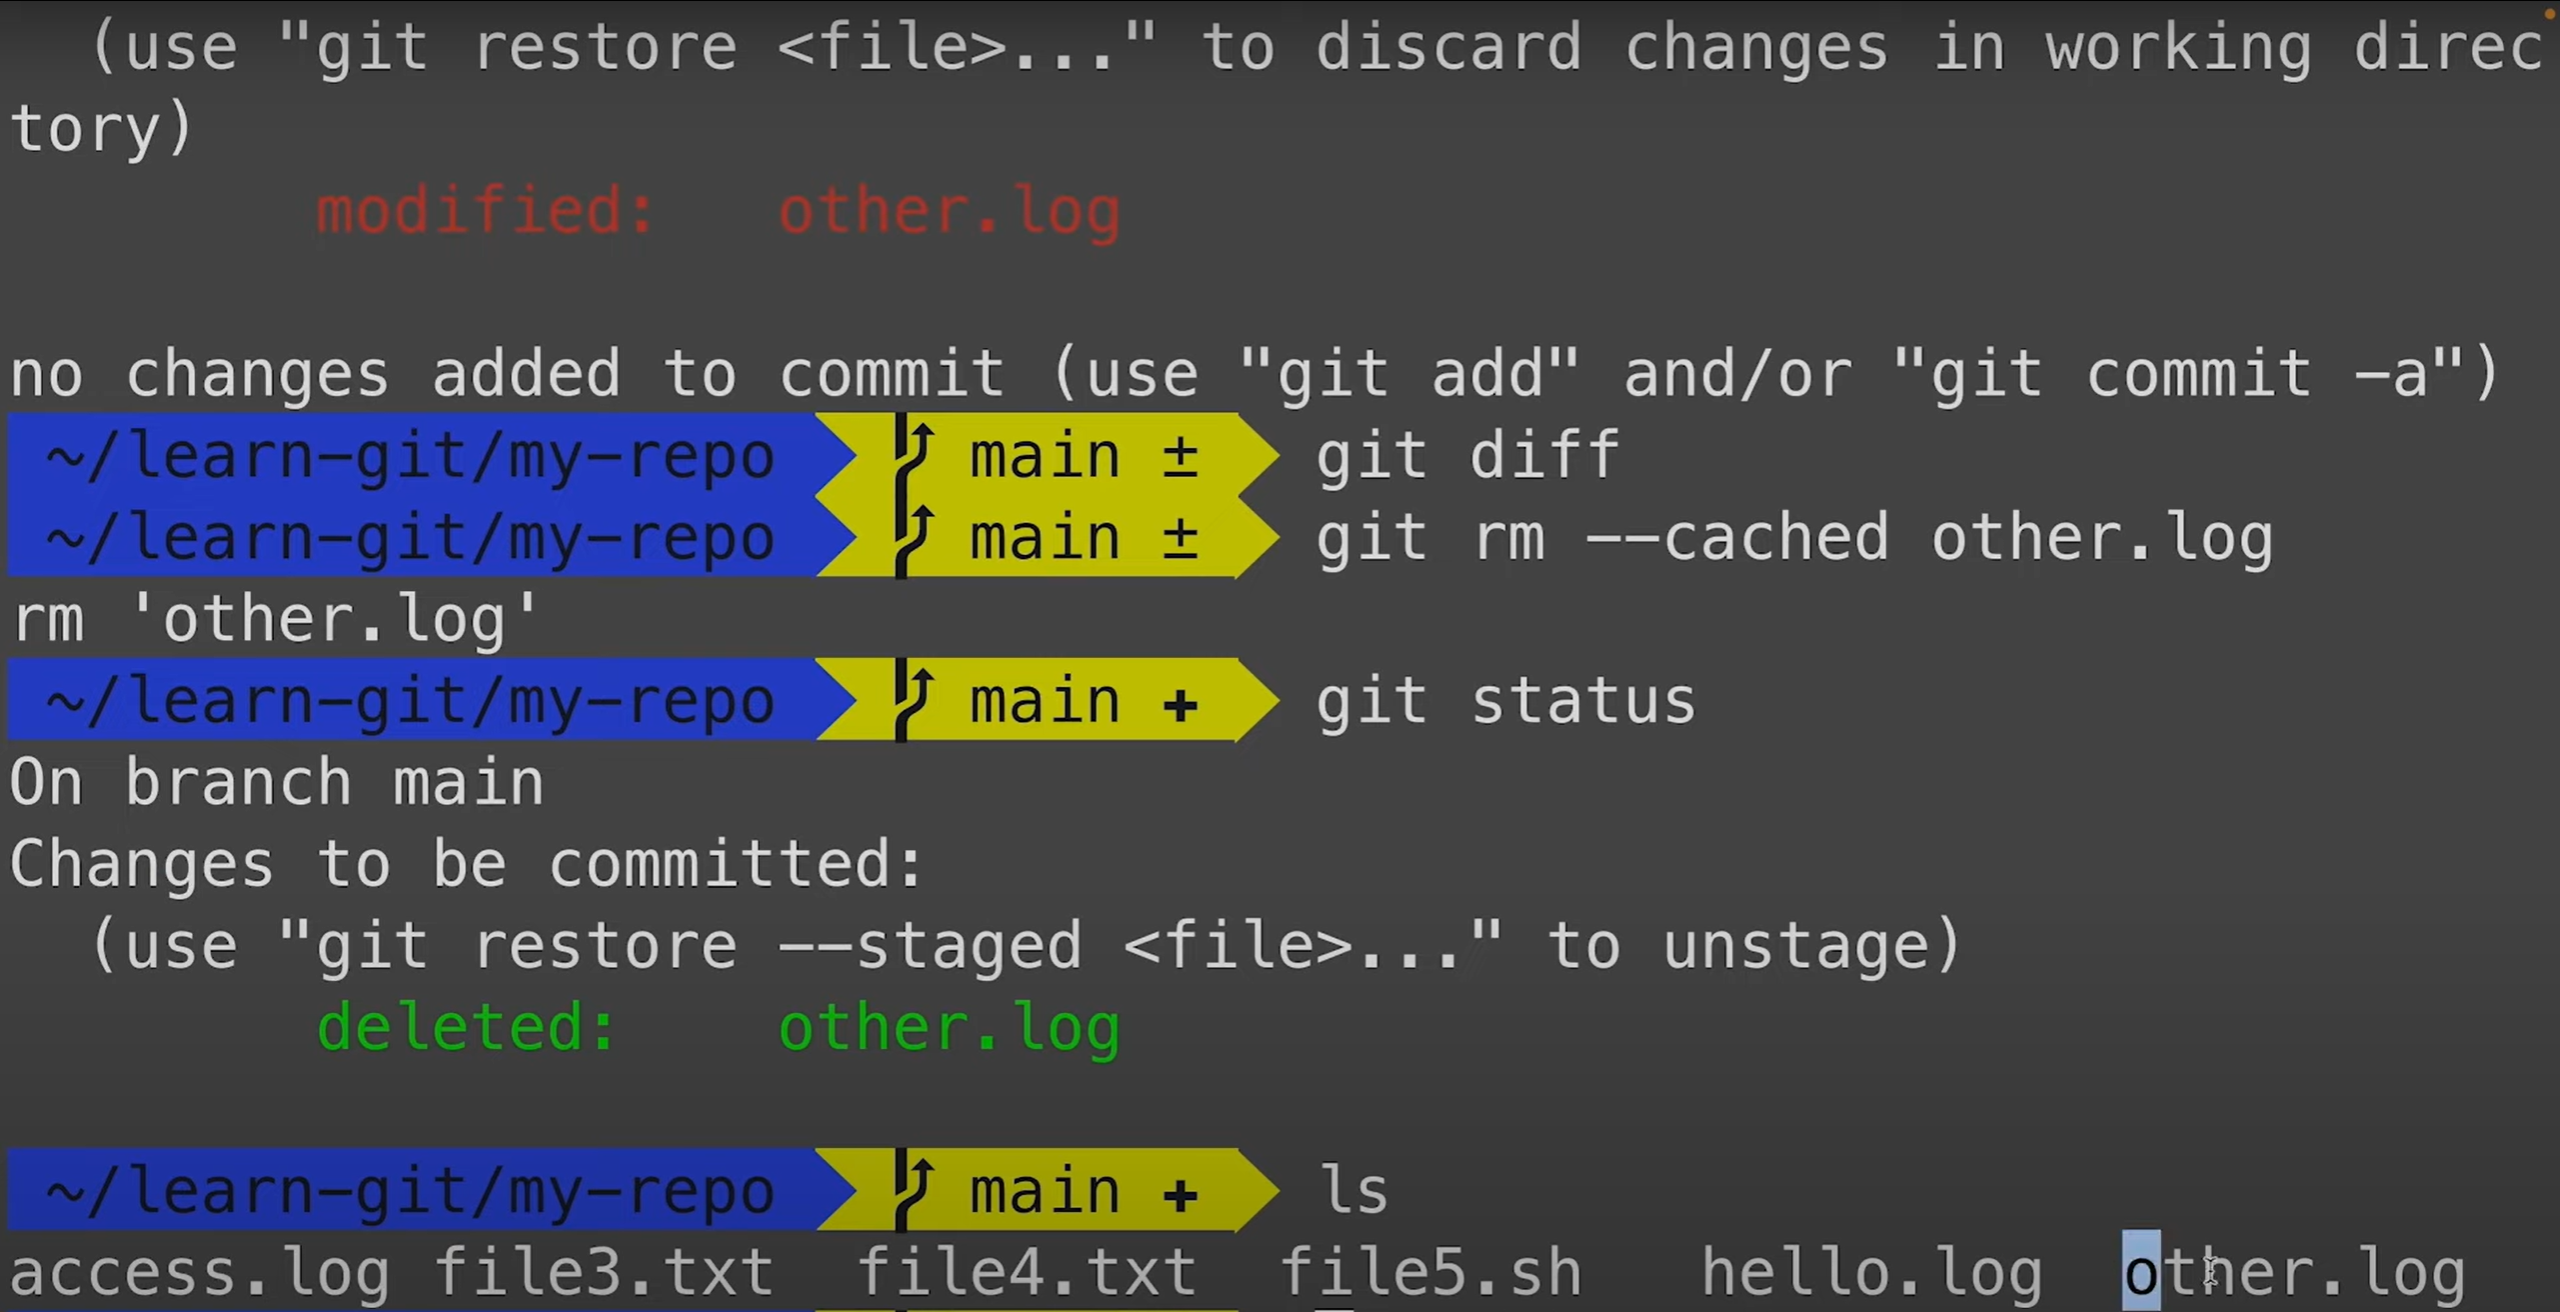 (use "git restore <file>..." to discard changes in working direc
tory)
modified: other.log
no changes added to commit (use "git add" and/or "git commit -a")
~/learn-git/my-repo main ± git diff
~/learn-git/my-repo main ± git rm --cached other.log
rm 'other.log'
~/learn-git/my-repo main + git status
On branch main
Changes to be committed:
(use "git restore --staged <file>..." to unstage)
deleted: other.log
~/learn-git/my-repo main + ls
access.log file3.txt file4.txt file5.sh hello.log other.log